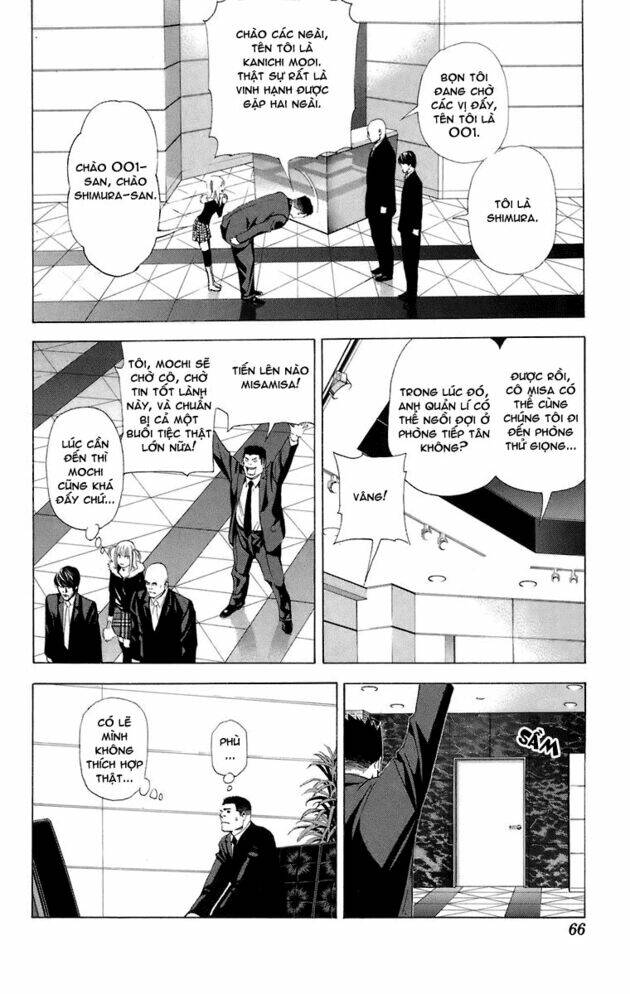 BỌN TÔI
ĐANG CHỜ
CÁC VỊ ĐẤY,
TÊN TÔI LÀ
001.
TÔI LÀ
SHIMURA.
CHÀO CÁC NGÀI,
TÊN TÔI LÀ
KANICHI MODI.
THẬT SỰ RẤT LÀ
VINH HẠNH ĐƯỢC
GẶP HAI NGÀI.
CHÀO 001-
SAN, CHÀO
SHIMURA-SAN.
ĐƯỢC RỒI,
CÔ MISA CÓ
THỂ CÙNG
CHÚNG TÔI ĐI
ĐẾN PHÒNG
THỬ GIỌNG...
TRONG LÚC ĐÓ,
ANH QUẢN LÍ CÓ
THỂ NGỒI ĐỢI Ở
PHÒNG TIẾP TÂN
KHÔNG?
VÂNG!
TIẾN LÊN NÀO
MISAMISA!
TÔI, MOCHI SẼ
CHỜ CÔ, CHỜ
TIN TỐT LÀNH
NÀY, VÀ CHUẨN
BỊ CẢ MỘT
BUỔI TIỆC THẬT
LỚN NỮA!
LÚC CẦN
ĐẾN THÌ
MOCHI
CŨNG KHÁ
ĐẤY CHỨ...
SẦM
PHÙ
...
CÓ LẼ
MÌNH
KHÔNG
THÍCH HỢP
THẬT...
66